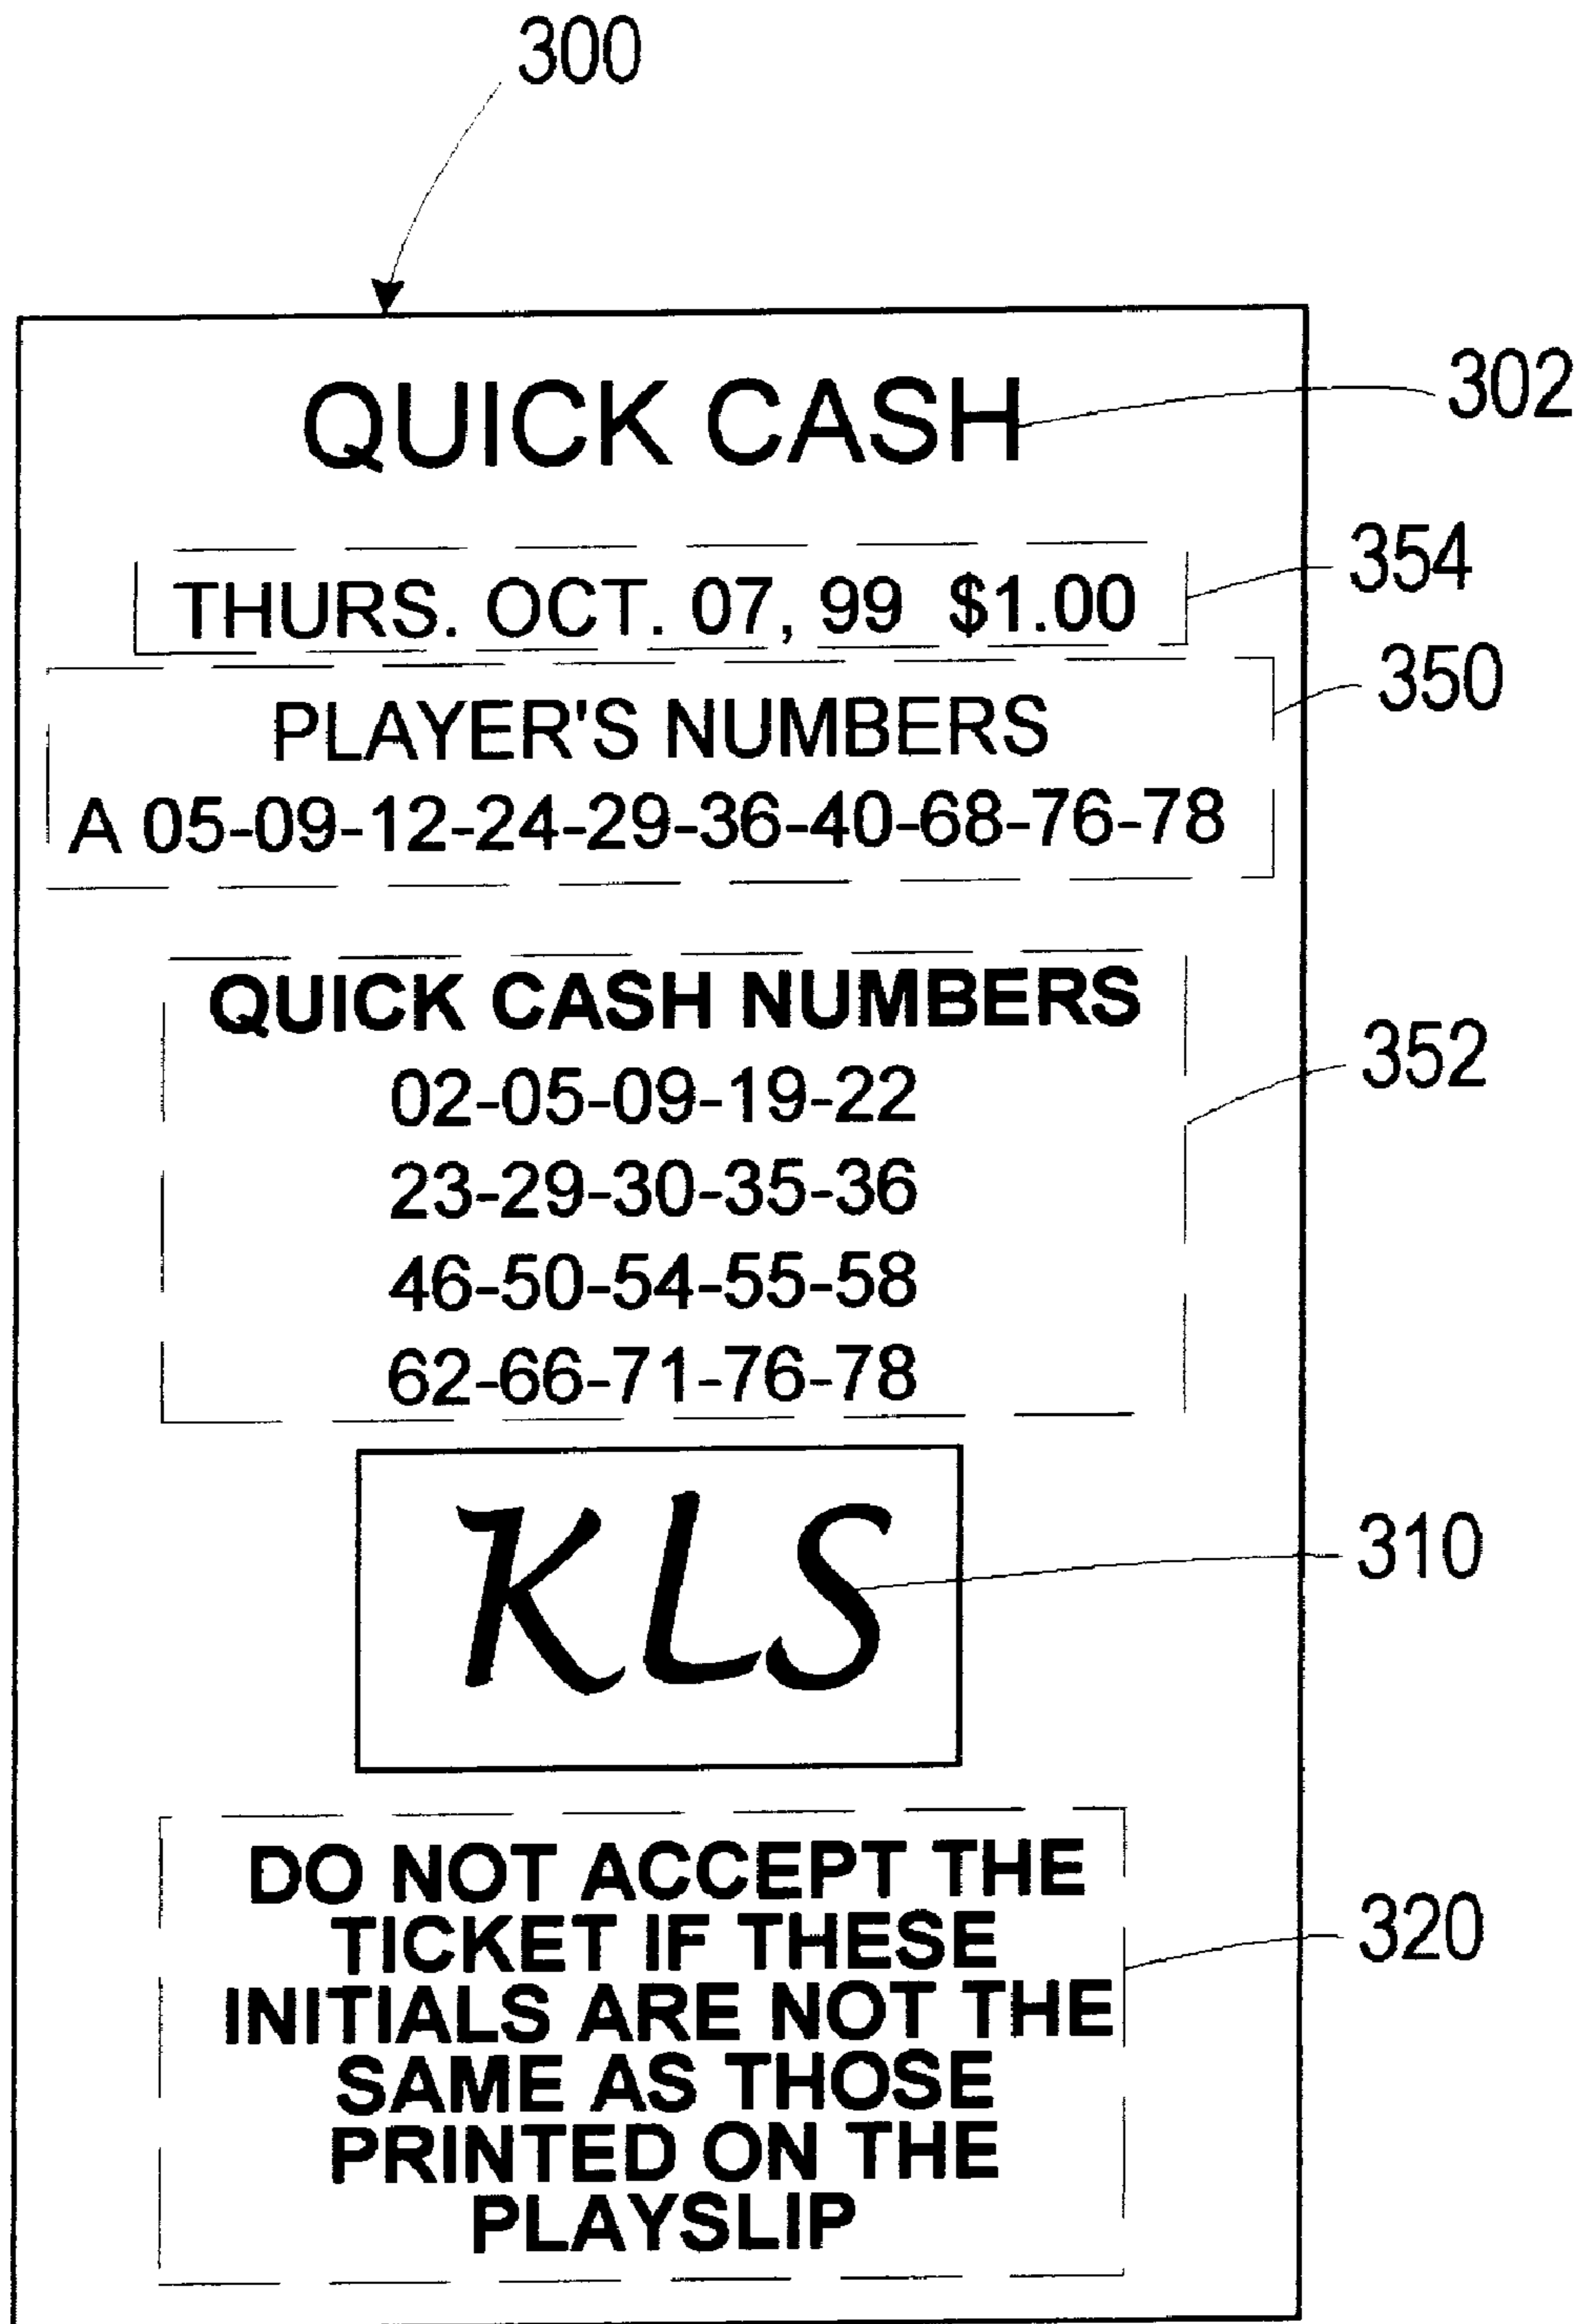 300
QUICK CASH
302
THURS. OCT. 07, 99 $1.00
354
350
PLAYER'S NUMBERS
A 05-09-12-24-29-36-40-68-76-78
QUICK CASH NUMBERS
02-05-09-19-22
352
23-29-30-35-36
46-50-54-55-58
62-66-71-76-78
KLS
310
DO NOT ACCEPT THE
TICKET IF THESE
320
INITIALS ARE NOT THE
SAME AS THOSE
PRINTED ON THE
PLAYSLIP